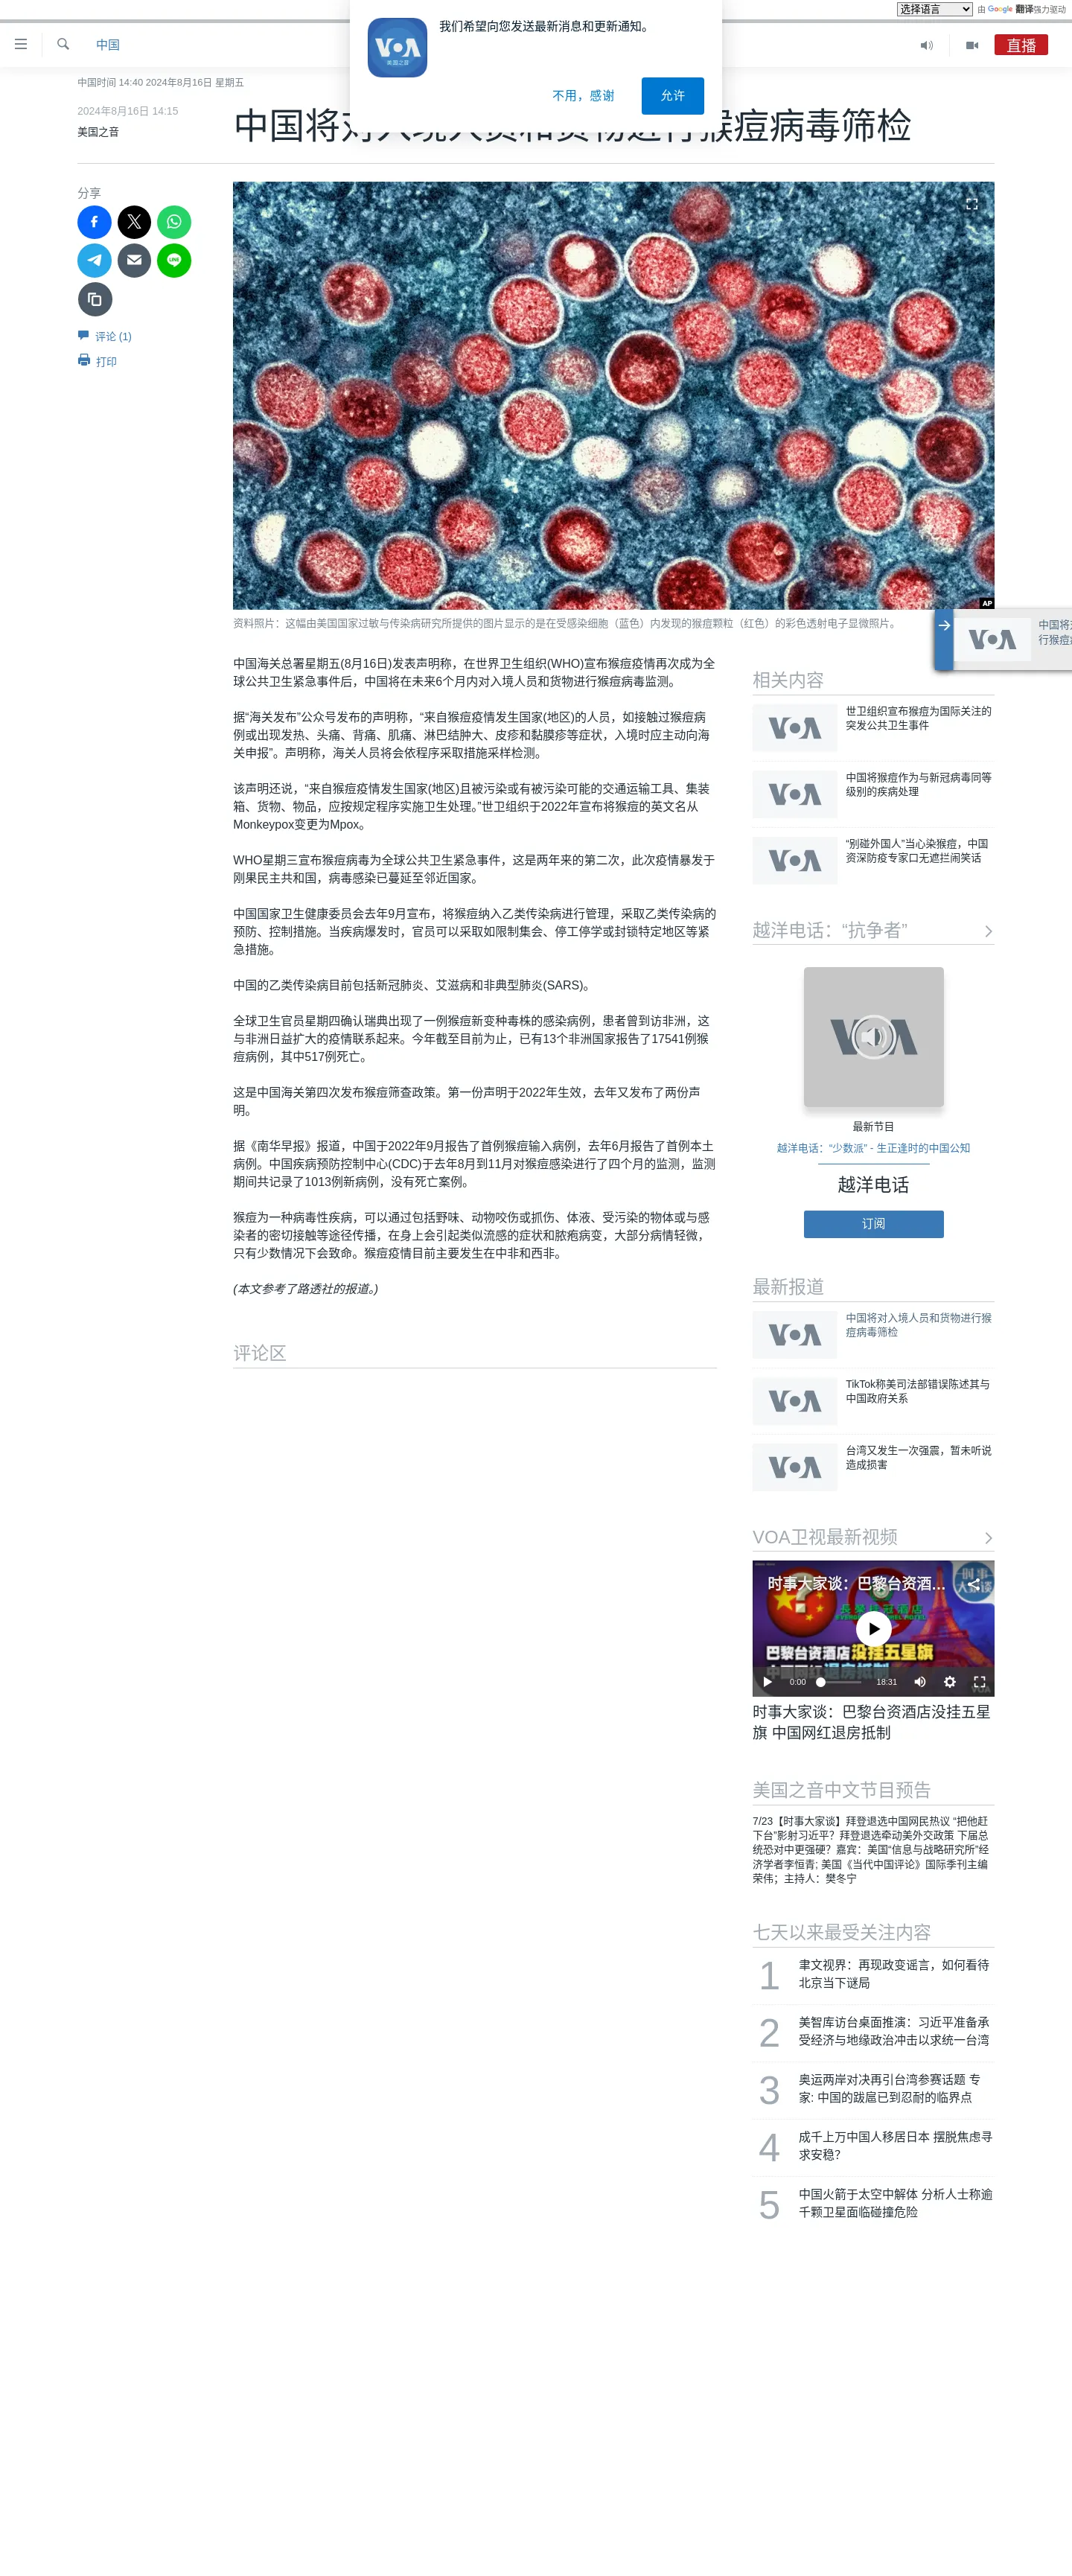 选择语言
由 Google 翻译强力驱动
我们希望向您发送最新消息和更新通知。
VOA
美国之音
不用，感谢
允许
中国
直播
中国时间 14:40 2024年8月16日 星期五
2024年8月16日 14:15
美国之音
中国将对入境人员和货物进行猴痘病毒筛检
分享
评论 (1)
打印
AP
资料照片：这幅由美国国家过敏与传染病研究所提供的图片显示的是在受感染细胞（蓝色）内发现的猴痘颗粒（红色）的彩色透射电子显微照片。
中国海关总署星期五(8月16日)发表声明称，在世界卫生组织(WHO)宣布猴痘疫情再次成为全
球公共卫生紧急事件后，中国将在未来6个月内对入境人员和货物进行猴痘病毒监测。
据“海关发布”公众号发布的声明称，“来自猴痘疫情发生国家(地区)的人员，如接触过猴痘病
例或出现发热、头痛、背痛、肌痛、淋巴结肿大、皮疹和黏膜疹等症状，入境时应主动向海
关申报”。声明称，海关人员将会依程序采取措施采样检测。
该声明还说，“来自猴痘疫情发生国家(地区)且被污染或有被污染可能的交通运输工具、集装
箱、货物、物品，应按规定程序实施卫生处理。”世卫组织于2022年宣布将猴痘的英文名从
Monkeypox变更为Mpox。
WHO星期三宣布猴痘病毒为全球公共卫生紧急事件，这是两年来的第二次，此次疫情暴发于
刚果民主共和国，病毒感染已蔓延至邻近国家。
中国国家卫生健康委员会去年9月宣布，将猴痘纳入乙类传染病进行管理，采取乙类传染病的
预防、控制措施。当疾病爆发时，官员可以采取如限制集会、停工停学或封锁特定地区等紧
急措施。
中国的乙类传染病目前包括新冠肺炎、艾滋病和非典型肺炎(SARS)。
全球卫生官员星期四确认瑞典出现了一例猴痘新变种毒株的感染病例，患者曾到访非洲，这
与非洲日益扩大的疫情联系起来。今年截至目前为止，已有13个非洲国家报告了17541例猴
痘病例，其中517例死亡。
这是中国海关第四次发布猴痘筛查政策。第一份声明于2022年生效，去年又发布了两份声
明。
据《南华早报》报道，中国于2022年9月报告了首例猴痘输入病例，去年6月报告了首例本土
病例。中国疾病预防控制中心(CDC)于去年8月到11月对猴痘感染进行了四个月的监测，监测
期间共记录了1013例新病例，没有死亡案例。
猴痘为一种病毒性疾病，可以通过包括野味、动物咬伤或抓伤、体液、受污染的物体或与感
染者的密切接触等途径传播，在身上会引起类似流感的症状和脓疱病变，大部分病情轻微，
只有少数情况下会致命。猴痘疫情目前主要发生在中非和西非。
(本文参考了路透社的报道。)
评论区
VOA
中国将对
行猴痘
相关内容
VOA
世卫组织宣布猴痘为国际关注的
突发公共卫生事件
VOA
中国将猴痘作为与新冠病毒同等
级别的疾病处理
VOA
“别碰外国人”当心染猴痘，中国
资深防疫专家口无遮拦闹笑话
越洋电话：“抗争者”
VOA
最新节目
越洋电话：“少数派” - 生正逢时的中国公知
越洋电话
订阅
最新报道
VOA
中国将对入境人员和货物进行猴
痘病毒筛检
VOA
TikTok称美司法部错误陈述其与
中国政府关系
VOA
台湾又发生一次强震，暂未听说
造成损害
VOA卫视最新视频
时事大家谈：巴黎台资酒…
時事
大家谈
長榮桂冠酒店
巴黎台资酒店没挂五星旗
中国网红退房抵制
0:00
18:31
VOA
时事大家谈：巴黎台资酒店没挂五星
旗 中国网红退房抵制
美国之音中文节目预告
7/23【时事大家谈】拜登退选中国网民热议 “把他赶
下台”影射习近平？拜登退选牵动美外交政策 下届总
统恐对中更强硬？嘉宾：美国“信息与战略研究所”经
济学者李恒青; 美国《当代中国评论》国际季刊主编
荣伟；主持人：樊冬宁
七天以来最受关注内容
1
聿文视界：再现政变谣言，如何看待
北京当下谜局
2
美智库访台桌面推演：习近平准备承
受经济与地缘政治冲击以求统一台湾
3
奥运两岸对决再引台湾参赛话题 专
家: 中国的跋扈已到忍耐的临界点
4
成千上万中国人移居日本 摆脱焦虑寻
求安稳？
5
中国火箭于太空中解体 分析人士称逾
千颗卫星面临碰撞危险